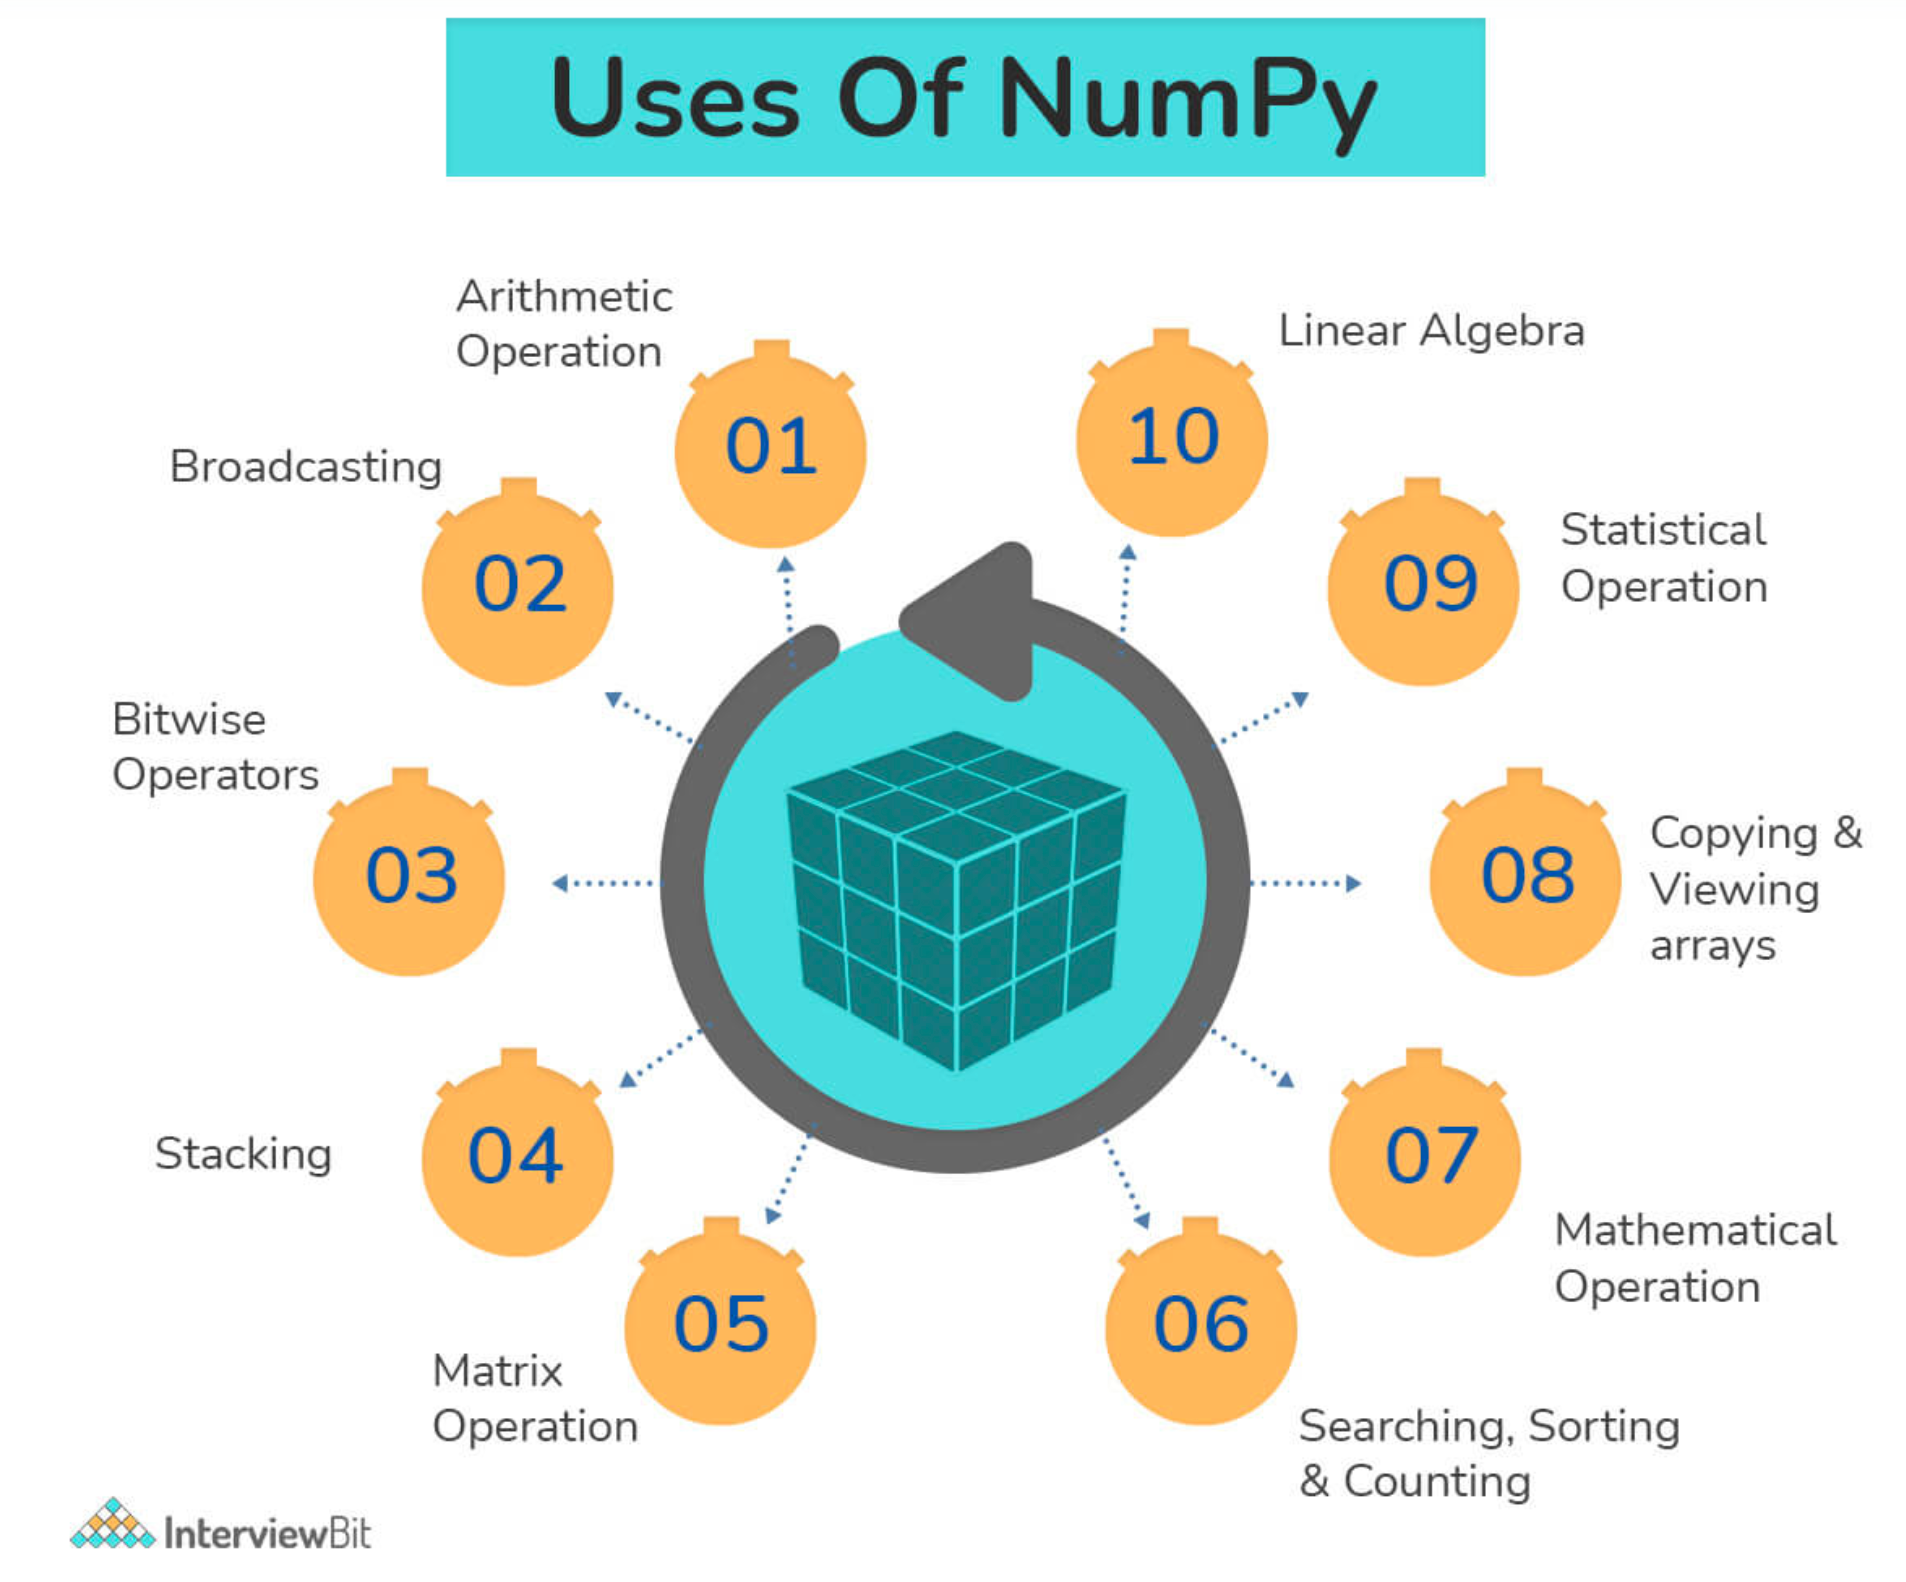 Uses Of NumPy
01
Arithmetic
Operation
02
Broadcasting
03
Bitwise
Operators
04
Stacking
05
Matrix
Operation
06
Searching, Sorting
& Counting
07
Mathematical
Operation
08
Copying &
Viewing
arrays
09
Statistical
Operation
10
Linear Algebra
InterviewBit